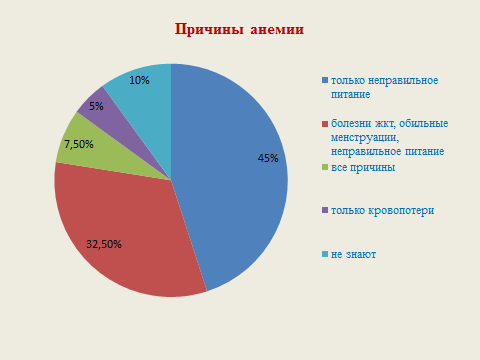 Причины анемии
10%
5%
7,50%
45%
32,50%
только неправильное
питание
болезни жкт, обильные
менструации,
неправильное питание
все причины
только кровопотери
не знают